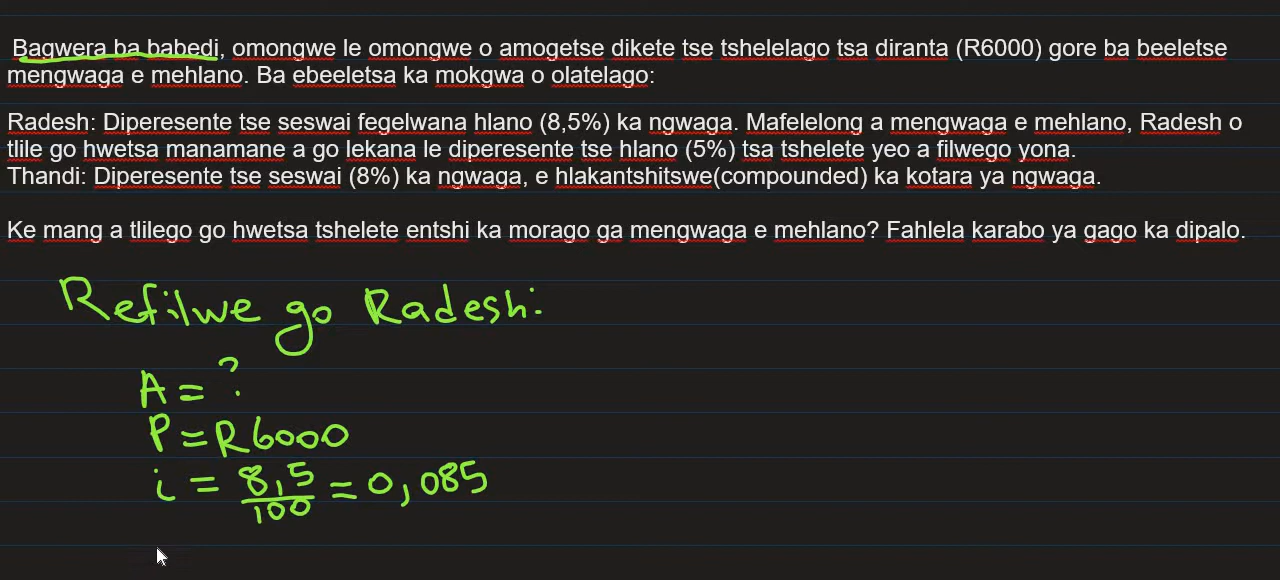 Bagwera ba babedi, omongwe le omongwe o amogetse dikete tse tshelelago tsa diranta (R6000) gore ba beeletse
mengwaga e mehlano. Ba ebeeletsa ka mokgwa o olatelago:
Radesh: Diperesente tse seswai fegelwana hlano (8,5%) ka ngwaga. Mafelelong a mengwaga e mehlano, Radesh o
tlile go hwetsa manamane a go lekana le diperesente tse hlano (5%) tsa tshelete yeo a filwego yona.
Thandi: Diperesente tse seswai (8%) ka ngwaga, e hlakantshitswe(compounded) ka kotara ya ngwaga.
Ke mang a tlilego go hwetsa tshelete entshi ka morago ga mengwaga e mehlano? Fahlela karabo ya gago ka dipalo.
Refilwe go Radesh:
A = ?
P = R6000
i = 8,5/100 = 0,085